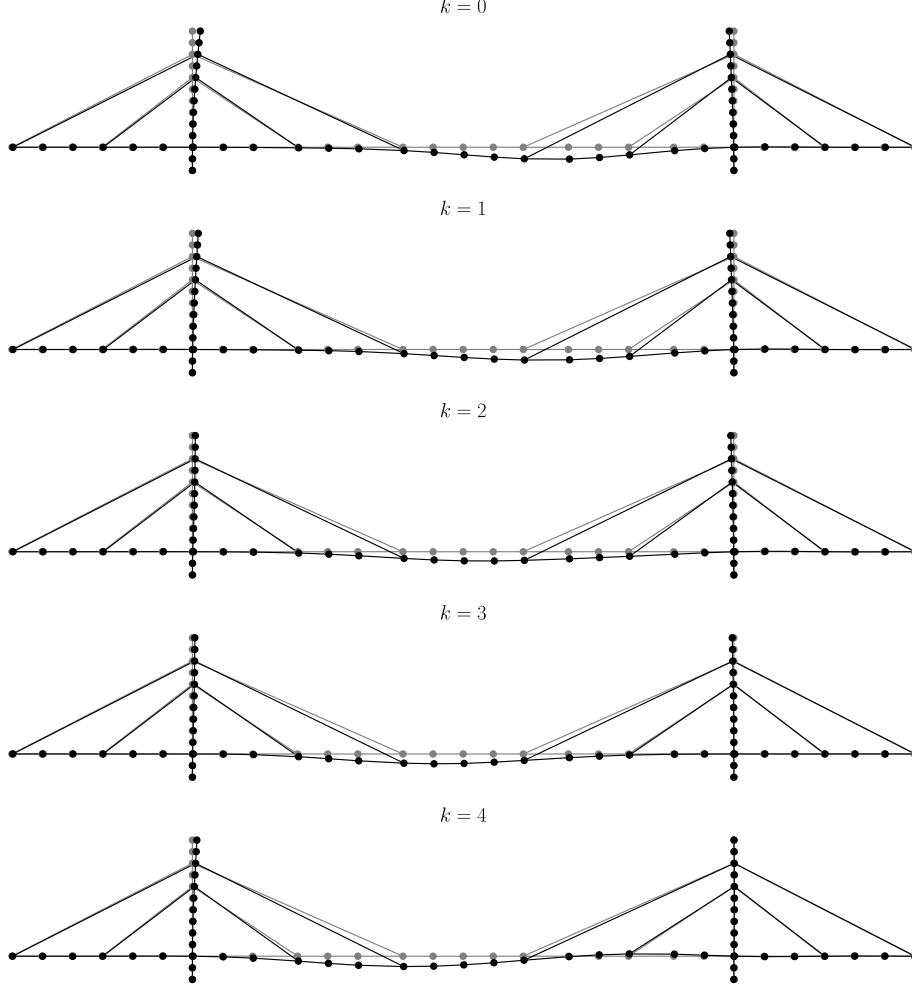 k = 0
k = 1
k = 2
k = 3
k = 4